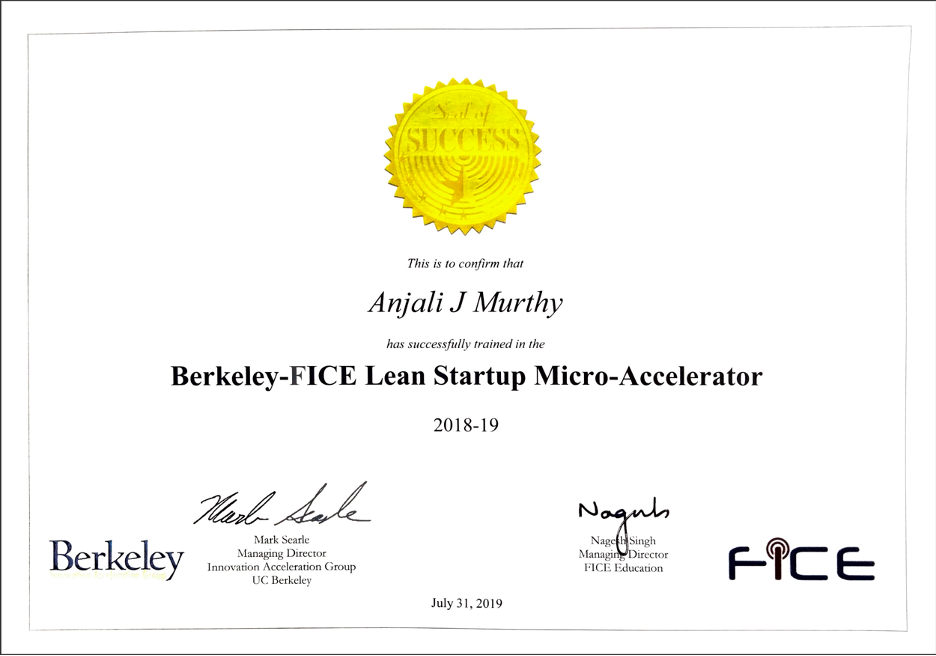 Seal of
SUCCESS
This is to confirm that
Anjali J Murthy
has successfully trained in the
Berkeley-FICE Lean Startup Micro-Accelerator
2018-19
Mark Searle
Mark Searle
Managing Director
Innovation Acceleration Group
UC Berkeley
Berkeley
Nagesh Singh
Managing Director
FICE Education
FICE
July 31, 2019